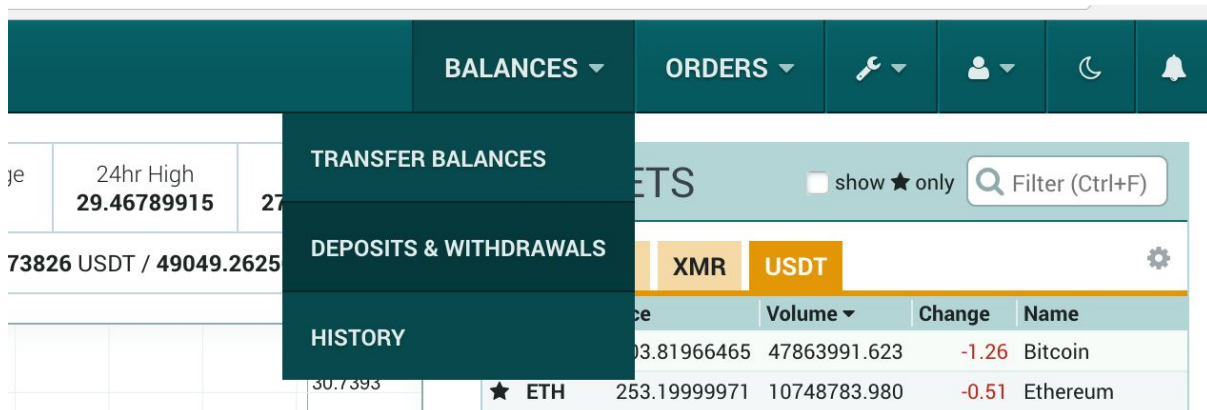 BALANCES ORDERS
TRANSFER BALANCES
DEPOSITS & WITHDRAWALS
HISTORY
24hr High
29.46789915 27
73826 USDT / 49049.2625
30.7393
ETS show ★ only Filter (Ctrl+F)
XMR USDT
ce Volume Change Name
03.81966465 47863991.623 -1.26 Bitcoin
★ ETH 253.19999971 10748783.980 -0.51 Ethereum